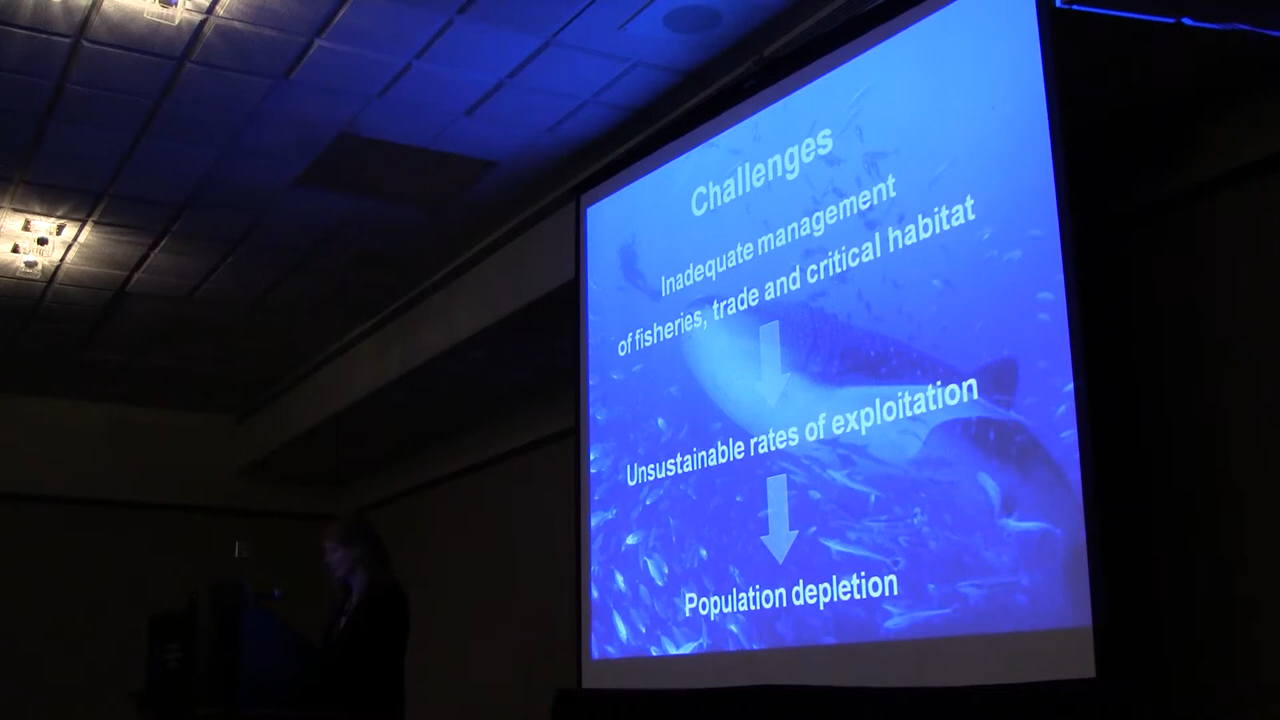 Challenges
Inadequate management
of fisheries, trade and critical habitat
Unsustainable rates of exploitation
Population depletion